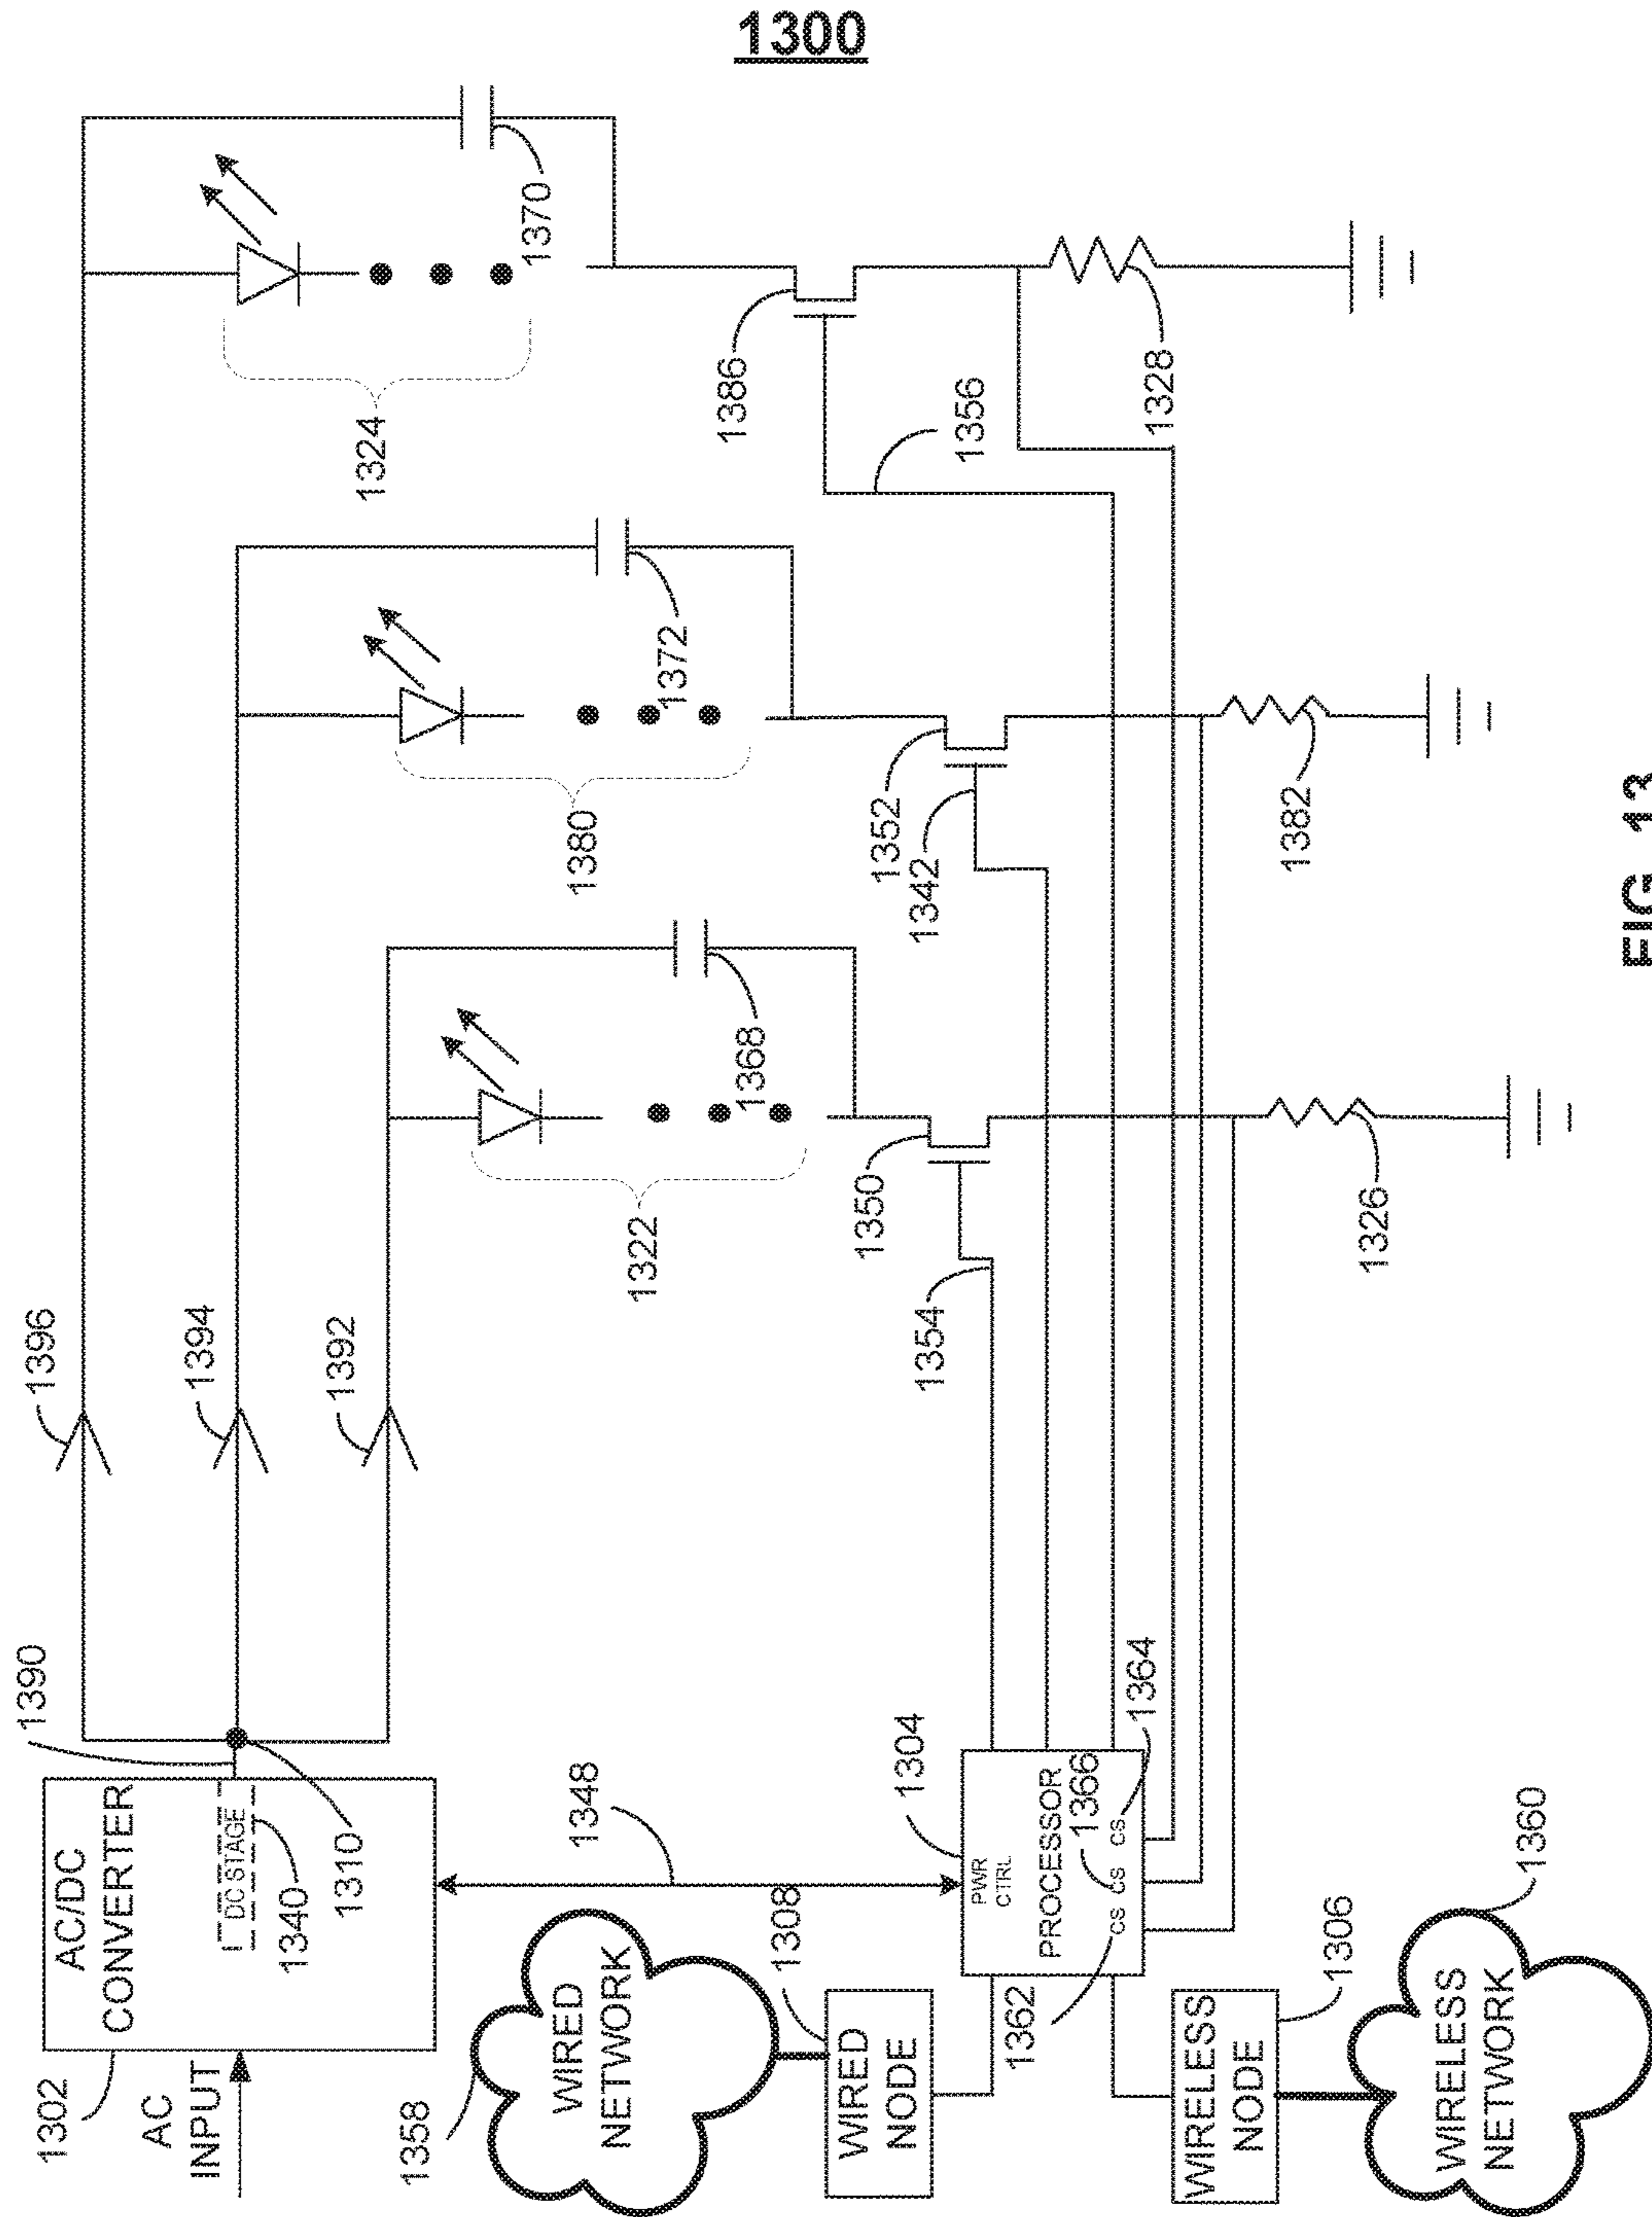 1300
1396
1394
1392
1390
1302
AC/DC
CONVERTER
DC STAGE
1340
1310
AC
INPUT
1324
1370
1380
1372
1322
1368
1386
1356
1328
1352
1342
1382
1350
1354
1326
1348
1304
PWR
CTRL
PROCESSOR
1366
CS CS CS
1364
1362
1358
WIRED
NETWORK
1308
WIRED
NODE
1306
WIRELESS
NODE
1360
WIRELESS
NETWORK
FIG. 13